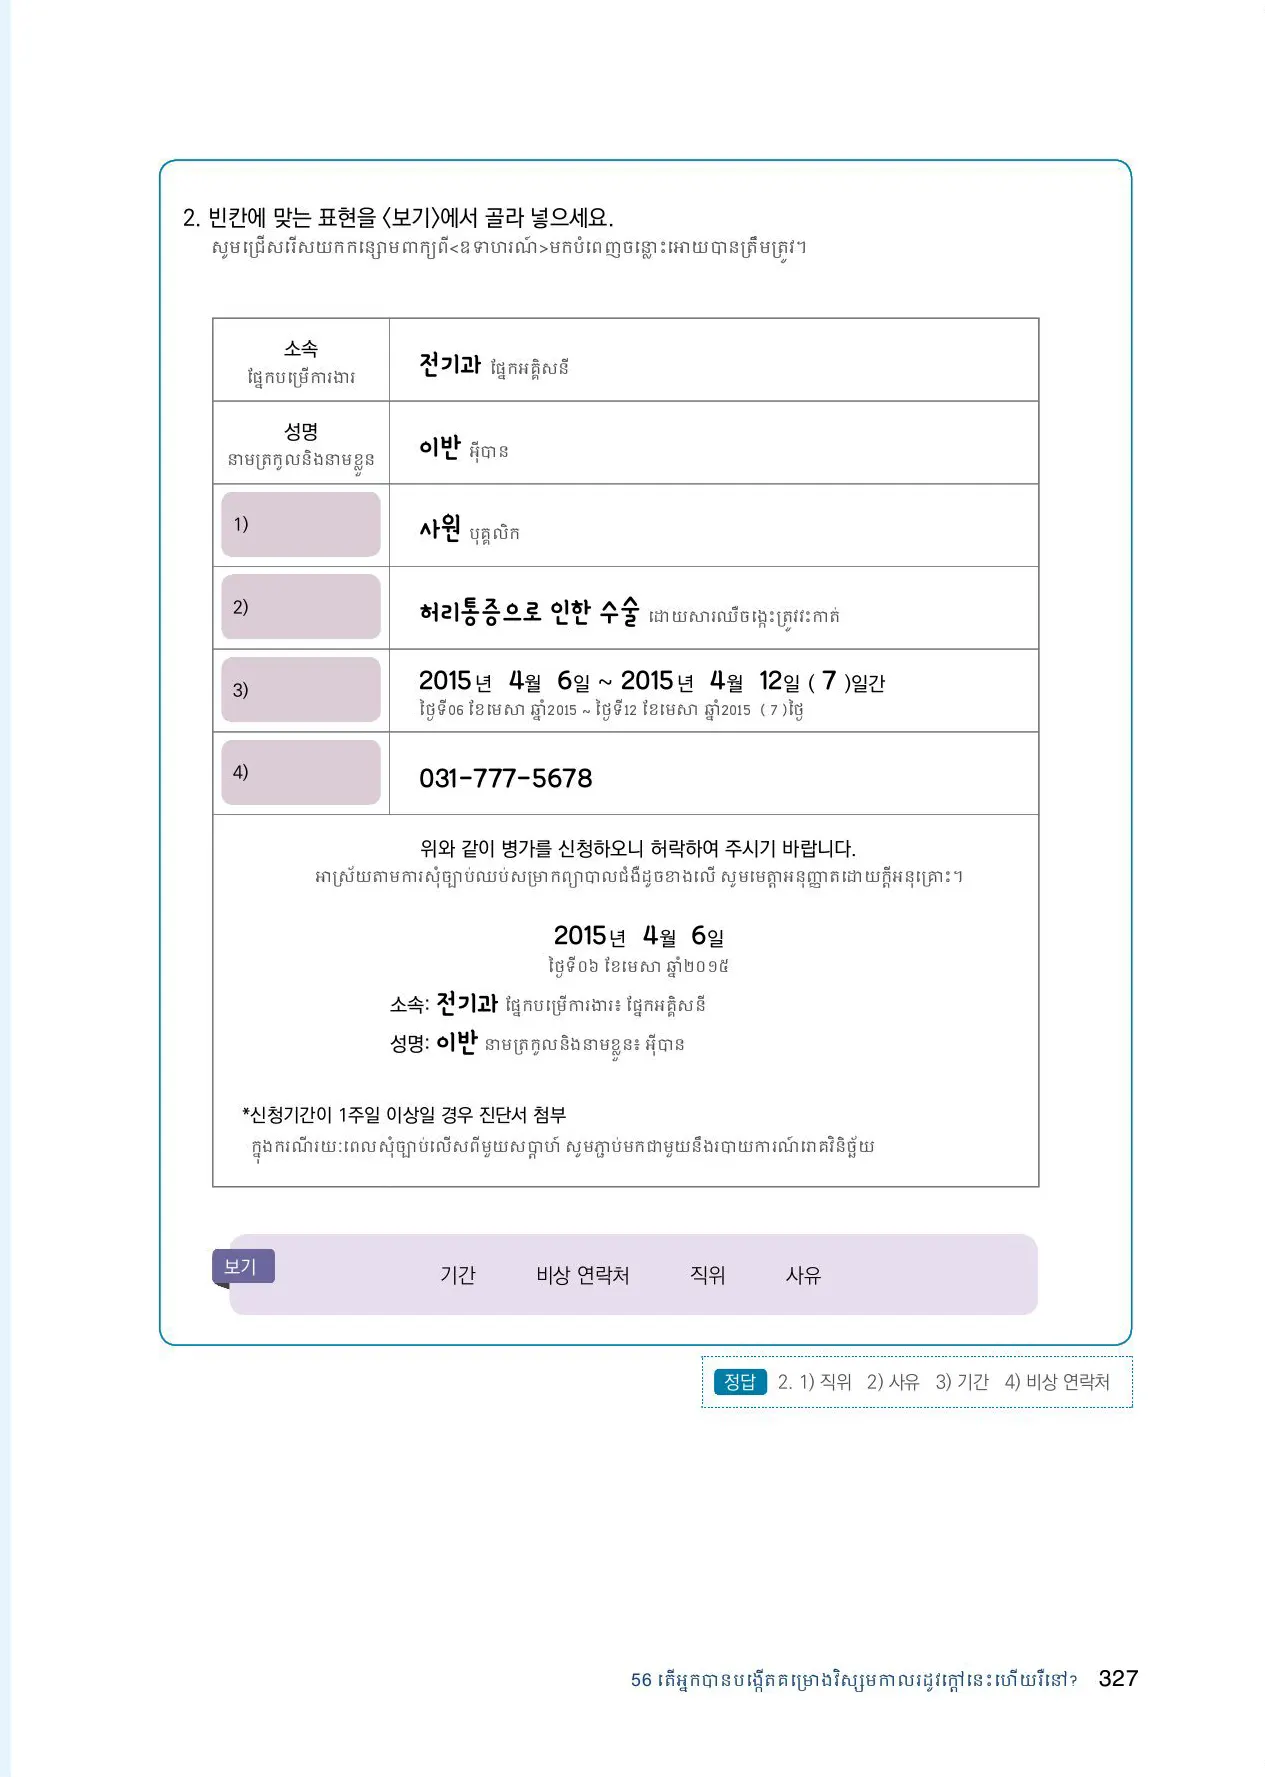 2. 빈칸에 맞는 표현을 〈보기〉에서 골라 넣으세요.
សូមជ្រើសរើសយកកន្សោមពាក្យពី<ឧទាហរណ៍>មកបំពេញចន្លោះអោយបានត្រឹមត្រូវ។
소속
ផ្នែកបម្រើការងារ
전기과 ផ្នែកអគ្គិសនី
성명
នាមត្រកូលនិងនាមខ្លួន
이반 អ៊ីបាន
1)
사원 បុគ្គលិក
2)
허리통증으로 인한 수술 ដោយសារឈឺចង្កេះត្រូវវះកាត់
3)
2015년 4월 6일 ~ 2015년 4월 12일 ( 7 )일간
ថ្ងៃទី06 ខែមេសា ឆ្នាំ2015 ~ ថ្ងៃទី12 ខែមេសា ឆ្នាំ2015 ( 7 )ថ្ងៃ
4)
031-777-5678
위와 같이 병가를 신청하오니 허락하여 주시기 바랍니다.
អាស្រ័យតាមការសុំច្បាប់ឈប់សម្រាកព្យាបាលជំងឺដូចខាងលើ សូមមេត្តាអនុញ្ញាតដោយក្តីអនុគ្រោះ។
2015년 4월 6일
ថ្ងៃទី០៦ ខែមេសា ឆ្នាំ២០១៥
소속: 전기과 ផ្នែកបម្រើការងារ៖ ផ្នែកអគ្គិសនី
성명: 이반 នាមត្រកូលនិងនាមខ្លួន៖ អ៊ីបាន
*신청기간이 1주일 이상일 경우 진단서 첨부
ក្នុងករណីរយៈពេលសុំច្បាប់លើសពីមួយសប្តាហ៍ សូមភ្ជាប់មកជាមួយនឹងរបាយការណ៍រោគវិនិច្ឆ័យ
보기
기간 비상 연락처 직위 사유
정답 2. 1) 직위 2) 사유 3) 기간 4) 비상 연락처
56 តើអ្នកបានបង្កើតគម្រោងវិស្សមកាលរដូវក្តៅនេះហើយរឺនៅ? 327